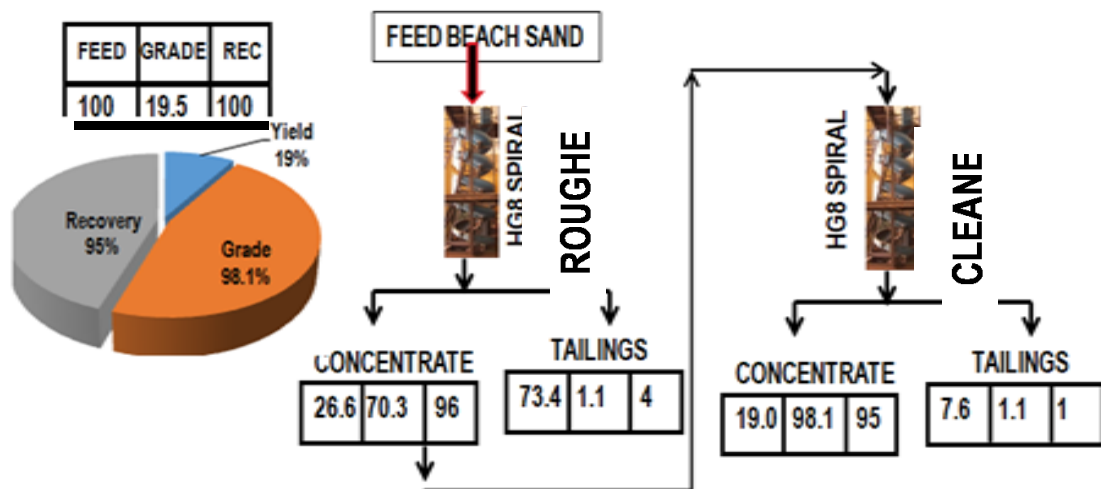 FEED GRADE REC
100 19.5 100
Yield
19%
Recovery
95%
Grade
98.1%
FEED BEACH SAND
HG8 SPIRAL
ROUGHE
CONCENTRATE
26.6 70.3 96
TAILINGS
73.4 1.1 4
HG8 SPIRAL
CLEANE
CONCENTRATE
19.0 98.1 95
TAILINGS
7.6 1.1 1